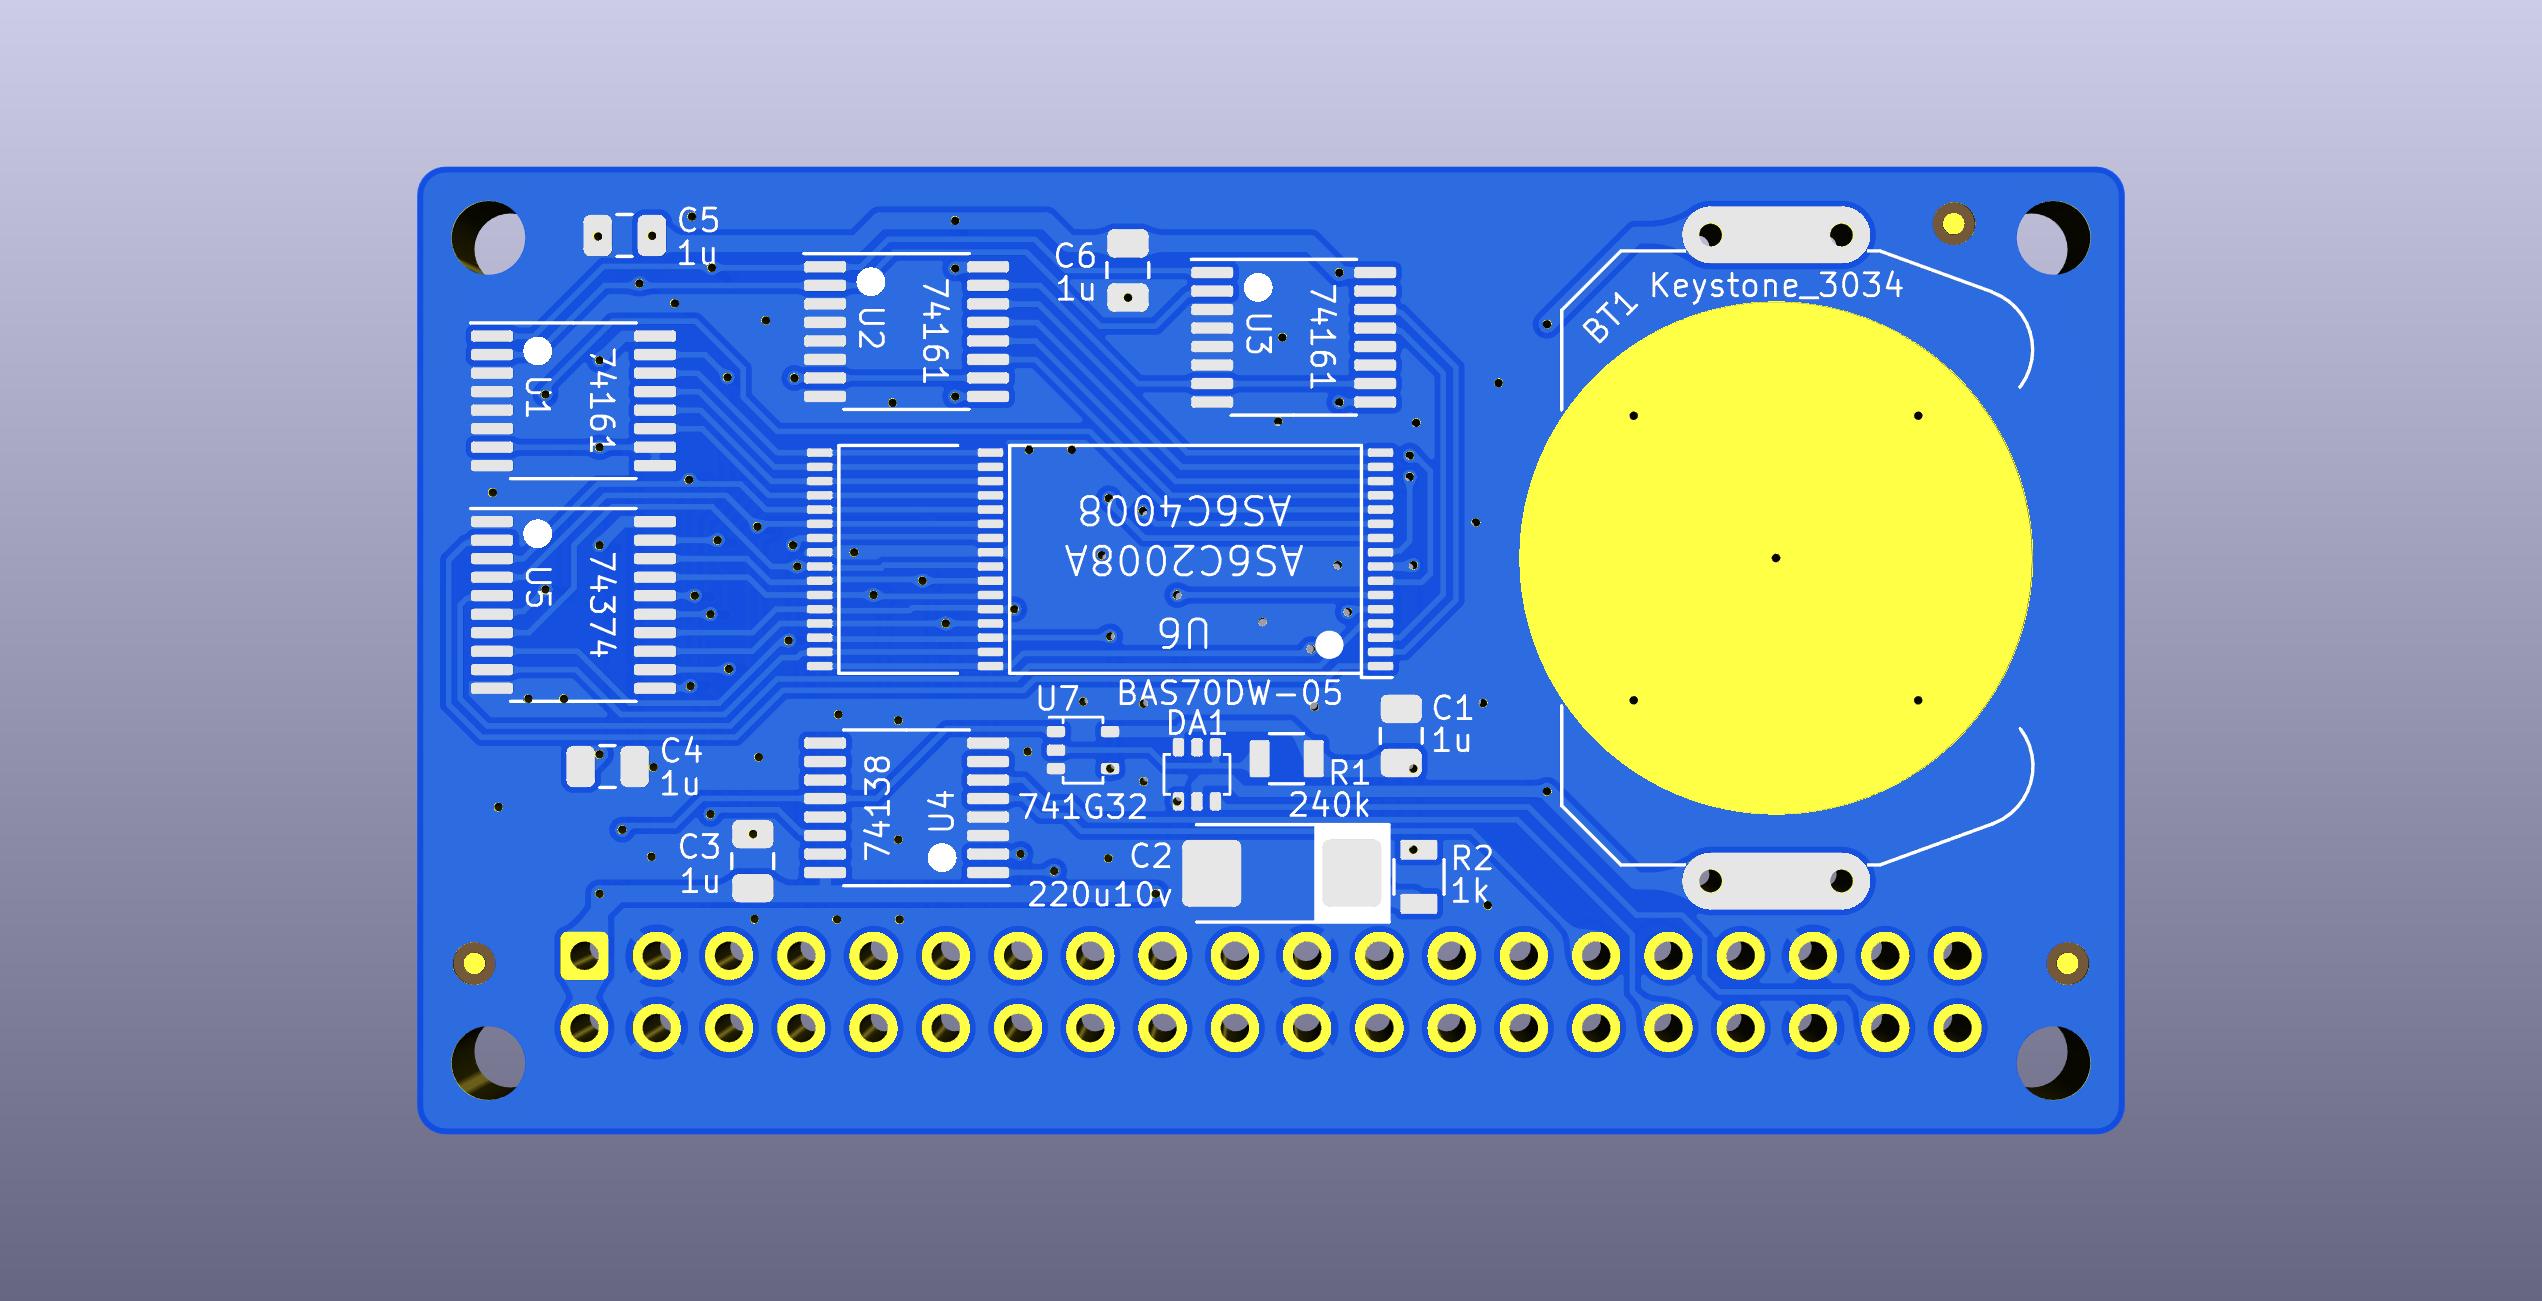 C5
1u
C6
1u
Keystone_3034
BT1
U2
74161
U3
74161
U1
74161
AS6C4008
AS6C2008A
U6
U5
74374
U7
BAS70DW-05
DA1
C1
1u
C4
1u
74138
U4
741G32
R1
240k
C3
1u
C2
220u10v
R2
1k